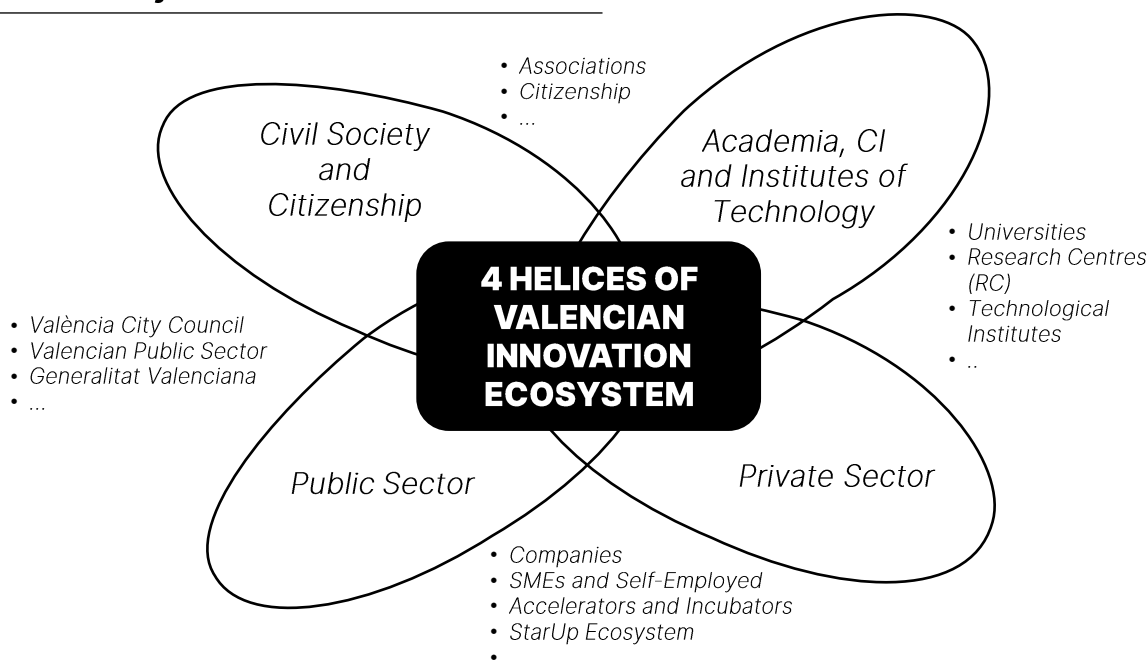 • Associations
• Citizenship
• ...
Civil Society
and
Citizenship
Academia, CI
and Institutes of
Technology
• Universities
• Research Centres
(RC)
• Technological
Institutes
• ..
4 HELICES OF
VALENCIAN
INNOVATION
ECOSYSTEM
• València City Council
• Valencian Public Sector
• Generalitat Valenciana
• ...
Public Sector
Private Sector
• Companies
• SMEs and Self-Employed
• Accelerators and Incubators
• StarUp Ecosystem
•